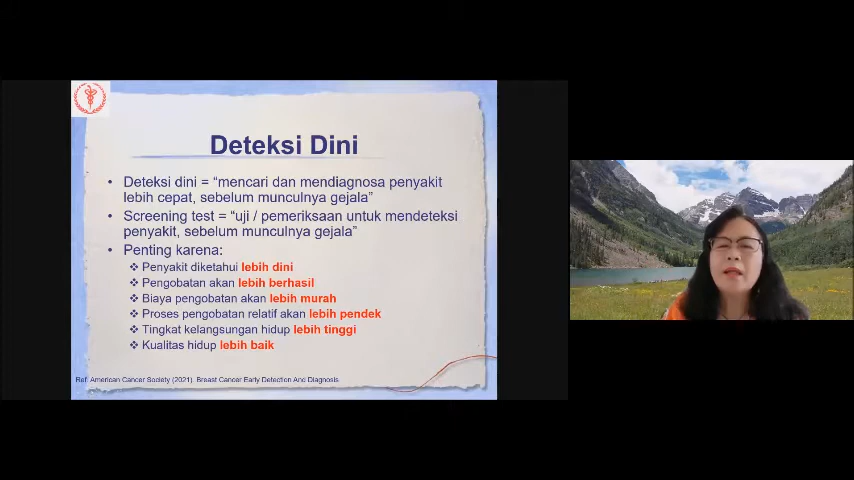 Deteksi Dini
• Deteksi dini = “mencari dan mendiagnosa penyakit
lebih cepat, sebelum munculnya gejala”
• Screening test = “uji / pemeriksaan untuk mendeteksi
penyakit, sebelum munculnya gejala”
• Penting karena:
❖ Penyakit diketahui lebih dini
❖ Pengobatan akan lebih berhasil
❖ Biaya pengobatan akan lebih murah
❖ Proses pengobatan relatif akan lebih pendek
❖ Tingkat kelangsungan hidup lebih tinggi
❖ Kualitas hidup lebih baik
Ref. American Cancer Society (2021). Breast Cancer Early Detection And Diagnosis